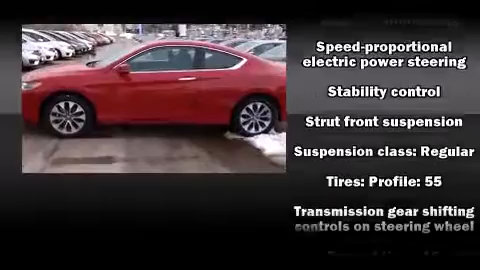 Speed-proportional
electric power steering
Stability control
Strut front suspension
Suspension class: Regular
Tires: Profile: 55
Transmission gear shifting
controls on steering wheel